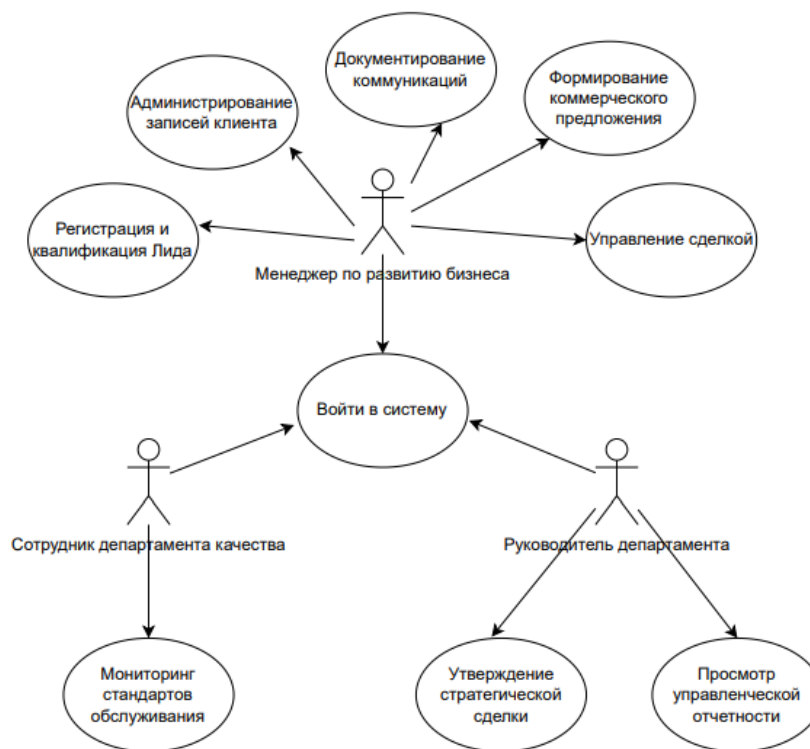 Документирование
коммуникаций
Формирование
коммерческого
предложения
Администрирование
записей клиента
Регистрация и
квалификация Лида
Управление сделкой
Менеджер по развитию бизнеса
Войти в систему
Сотрудник департамента качества
Руководитель департамента
Мониторинг
стандартов
обслуживания
Утверждение
стратегической
сделки
Просмотр
управленческой
отчетности